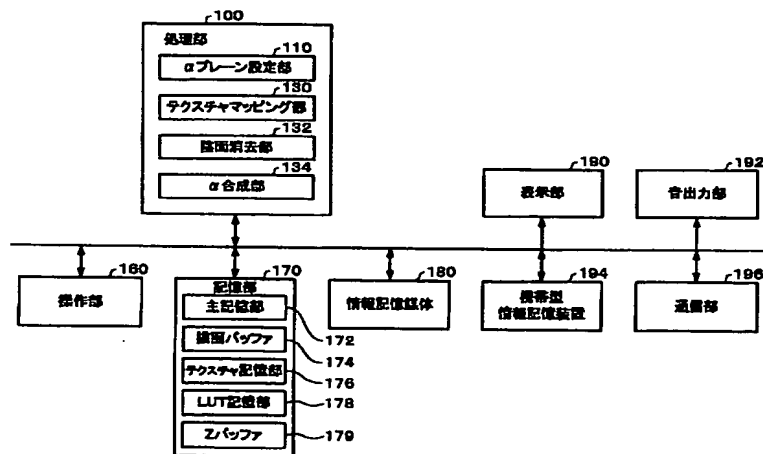 100
処理部
110
αプレーン設定部
130
テクスチャマッピング部
132
陰面消去部
134
α合成部
190
表示部
192
音出力部
160
操作部
170
記憶部
主記憶部
172
描画バッファ
174
テクスチャ記憶部
176
LUT記憶部
178
Zバッファ
179
180
情報記憶媒体
194
携帯型
情報記憶装置
196
通信部